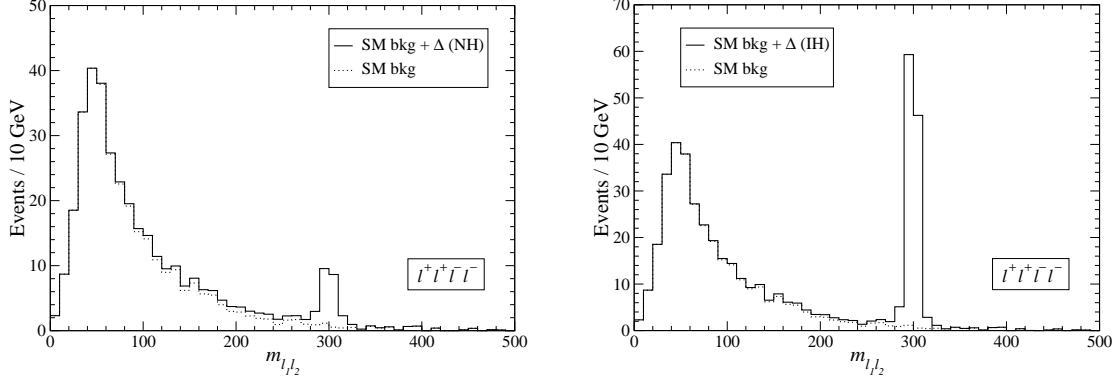 50
40
30
20
10
0
Events / 10 GeV
SM bkg + Δ (NH)
SM bkg
l⁺l⁺l⁻l⁻
0 100 200 300 400 500
m_{l₁l₂}
70
60
50
40
30
20
10
0
Events / 10 GeV
SM bkg + Δ (IH)
SM bkg
l⁺l⁺l⁻l⁻
0 100 200 300 400 500
m_{l₁l₂}